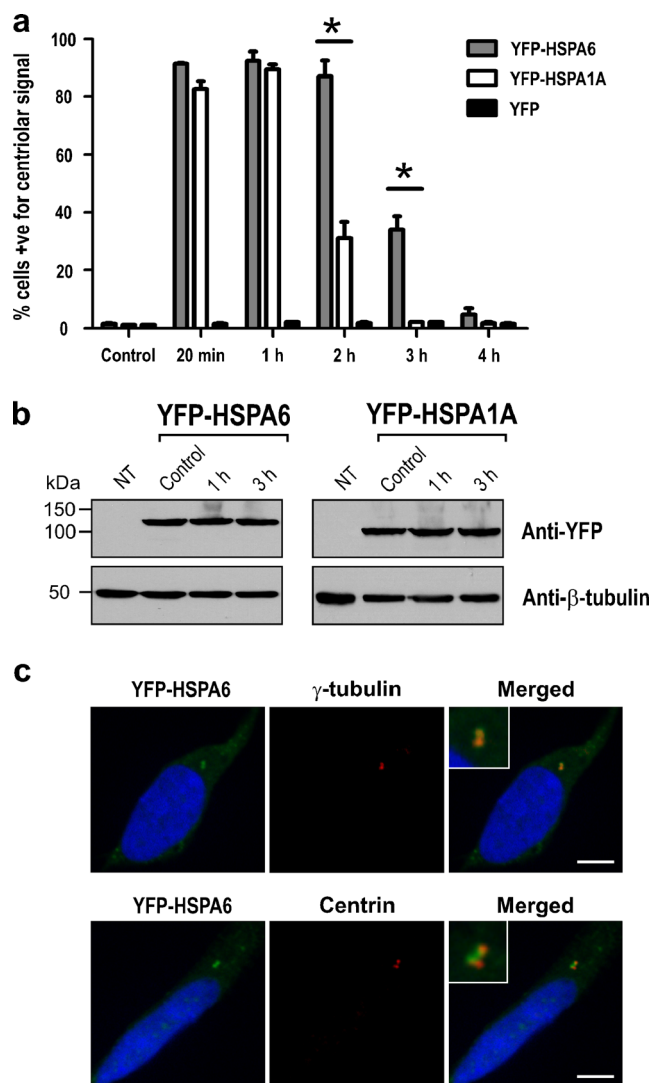 a
% cells +ve for centriolar signal
100
80
60
40
20
0
*
*
YFP-HSPA6
YFP-HSPA1A
YFP
Control 20 min 1 h 2 h 3 h 4 h
b
YFP-HSPA6 YFP-HSPA1A
kDa NT Control 1 h 3 h NT Control 1 h 3 h
150
100
Anti-YFP
50
Anti-β-tubulin
c
YFP-HSPA6 γ-tubulin Merged
YFP-HSPA6 Centrin Merged